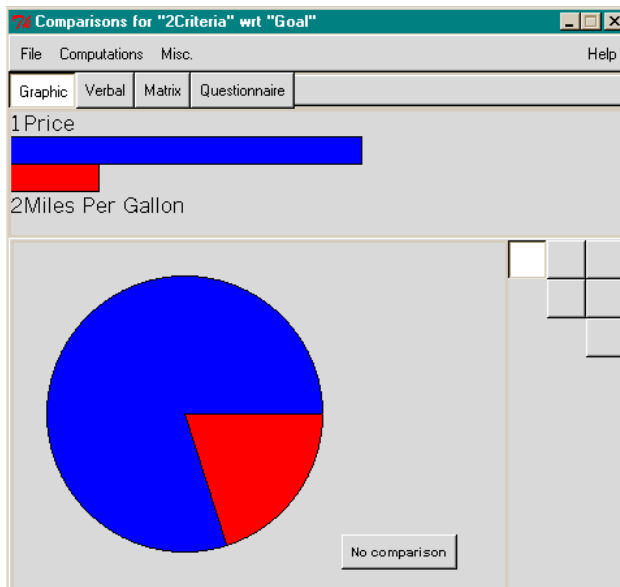 Comparisons for "2Criteria" wrt "Goal"
File Computations Misc. Help
Graphic Verbal Matrix Questionnaire
1Price
2Miles Per Gallon
No comparison